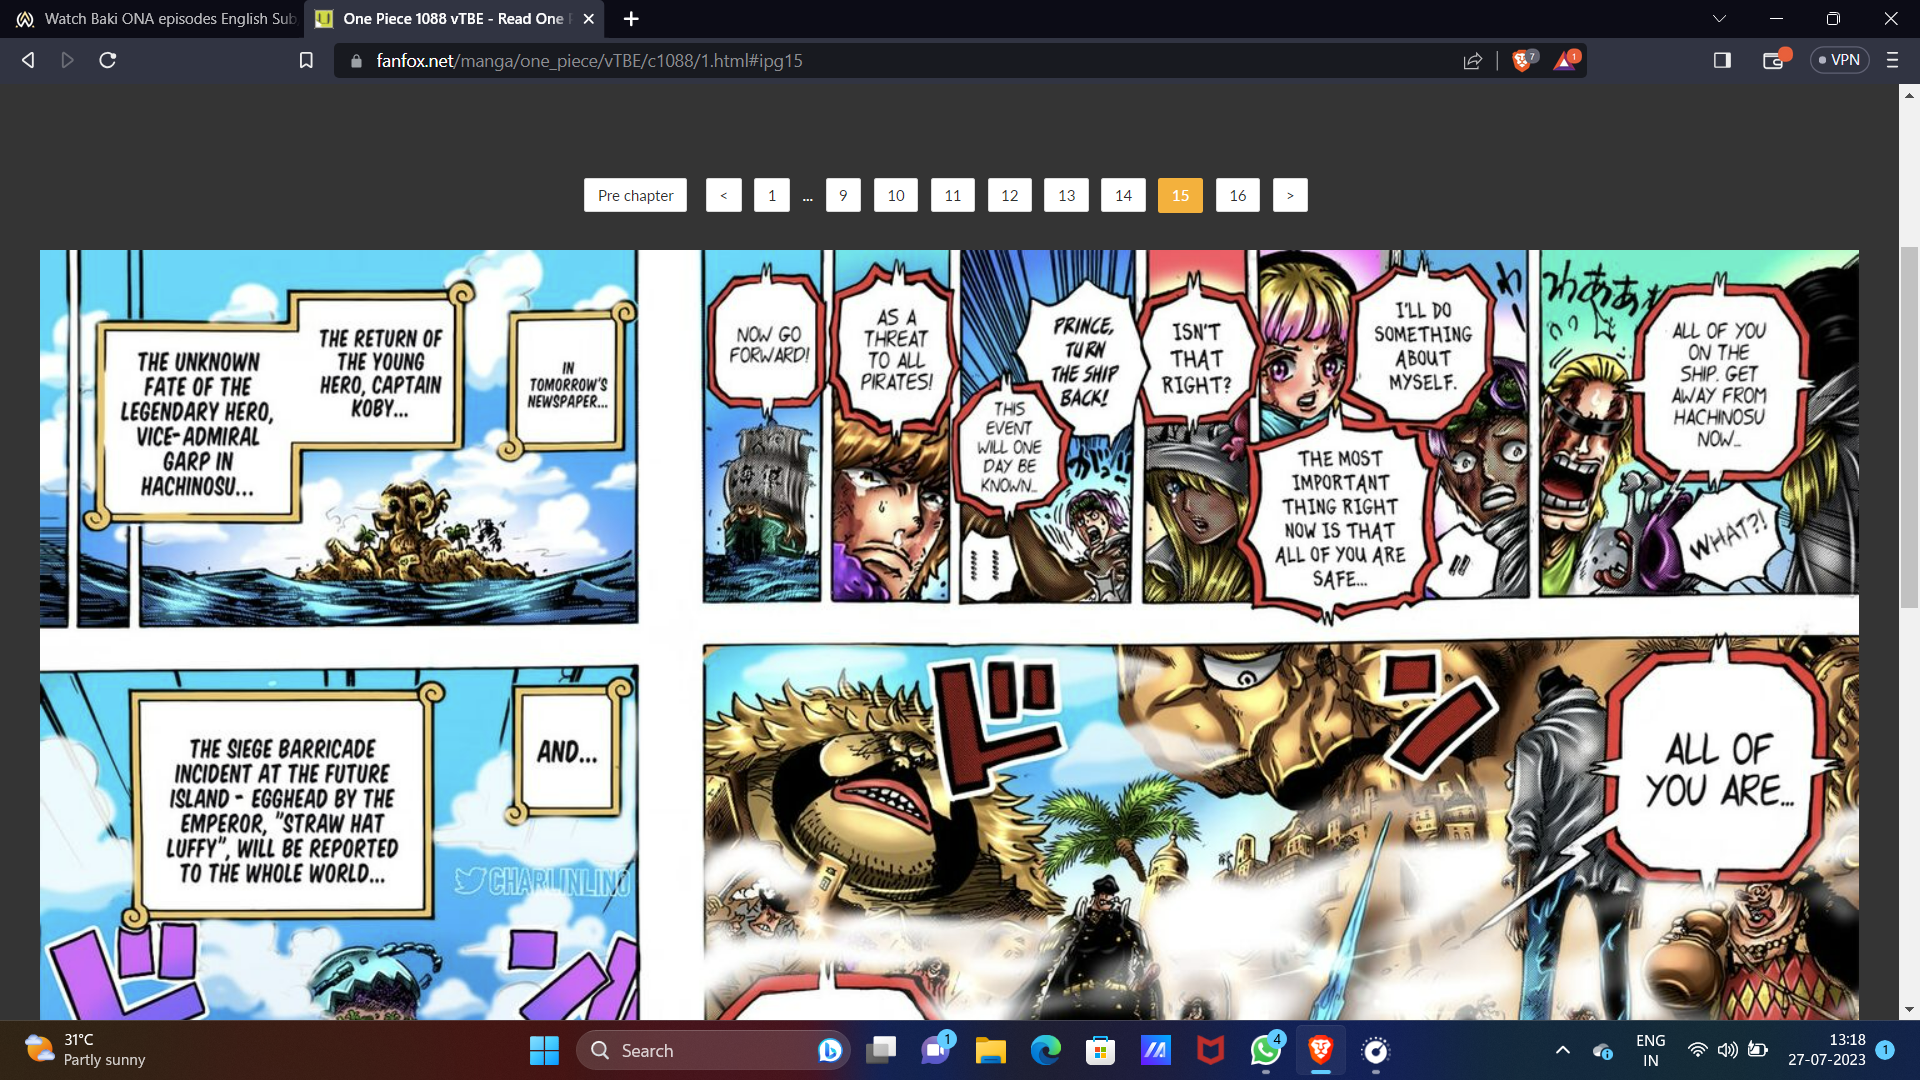 Watch Baki ONA episodes English Sub
One Piece 1088 vTBE - Read One P
fanfox.net/manga/one_piece/vTBE/c1088/1.html#ipg15
7
1
VPN
Pre chapter < 1 ... 9 10 11 12 13 14 15 16 >
ALL OF YOU
ON THE
SHIP. GET
AWAY FROM
HACHINOSU
NOW...
WHAT?!
I'LL DO
SOMETHING
ABOUT
MYSELF.
!!
THE MOST
IMPORTANT
THING RIGHT
NOW IS THAT
ALL OF YOU ARE
SAFE...
ISN'T
THAT
RIGHT?
PRINCE,
TURN
THE SHIP
BACK!
THIS
EVENT
WILL ONE
DAY BE
KNOWN...
AS A
THREAT
TO ALL
PIRATES!
NOW GO
FORWARD!
ALL OF
YOU ARE...
ドン
IN
TOMORROW'S
NEWSPAPER...
THE RETURN OF
THE YOUNG
HERO, CAPTAIN
KOBY...
THE UNKNOWN
FATE OF THE
LEGENDARY HERO,
VICE-ADMIRAL
GARP IN
HACHINOSU...
AND...
THE SIEGE BARRICADE
INCIDENT AT THE FUTURE
ISLAND - EGGHEAD BY THE
EMPEROR, "STRAW HAT
LUFFY", WILL BE REPORTED
TO THE WHOLE WORLD...
CHARLINLINO
31°C
Partly sunny
Search
1
4
ENG
IN
13:18
27-07-2023
1